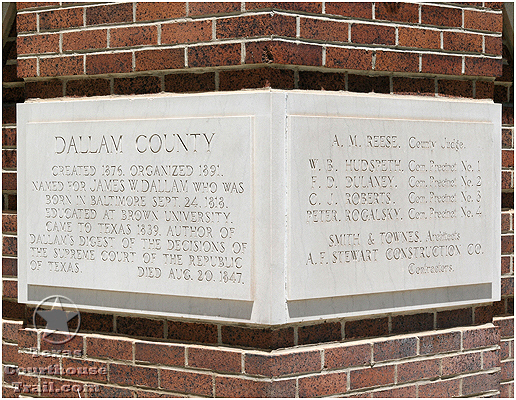 DALLAM COUNTY
CREATED 1876. ORGANIZED 1891.
NAMED FOR JAMES W. DALLAM WHO WAS
BORN IN BALTIMORE SEPT. 24, 1818.
EDUCATED AT BROWN UNIVERSITY.
CAME TO TEXAS 1839. AUTHOR OF
DALLAM'S DIGEST OF THE DECISIONS OF
THE SUPREME COURT OF THE REPUBLIC
OF TEXAS. DIED AUG. 20, 1847.
A. M. REESE. County Judge.
W. B. HUDSPETH. Com. Precinct No. 1
F. D. DULANEY. Com. Precinct No. 2
C. J. ROBERTS. Com. Precinct No. 3
PETER ROGALSKY. Com. Precinct No. 4
SMITH & TOWNES. Architects
A. F. STEWART CONSTRUCTION CO.
Contractors.
Texas
Courthouse
Trail.com